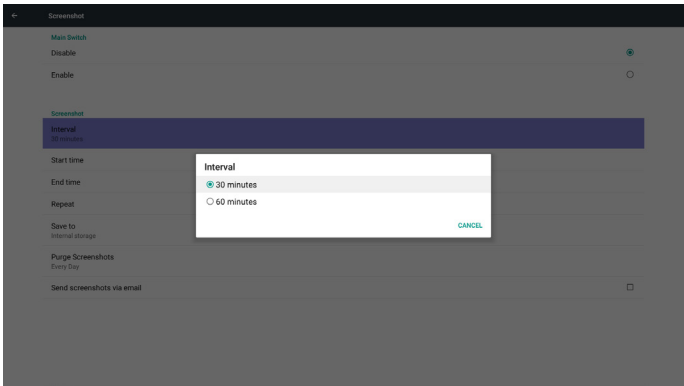 Screenshot
Main Switch
Disable
Enable
Screenshot
Interval
30 minutes
Start time
End time
Repeat
Save to
Internal storage
Purge Screenshots
Every Day
Send screenshots via email
Interval
30 minutes
60 minutes
CANCEL